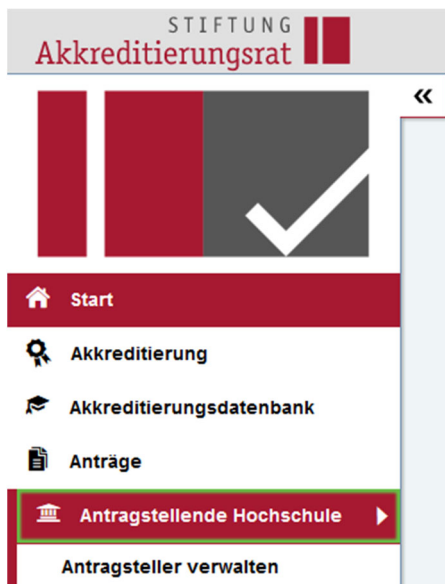 STIFTUNG
Akkreditierungsrat
«
Start
Akkreditierung
Akkreditierungsdatenbank
Anträge
Antragstellende Hochschule
Antragsteller verwalten